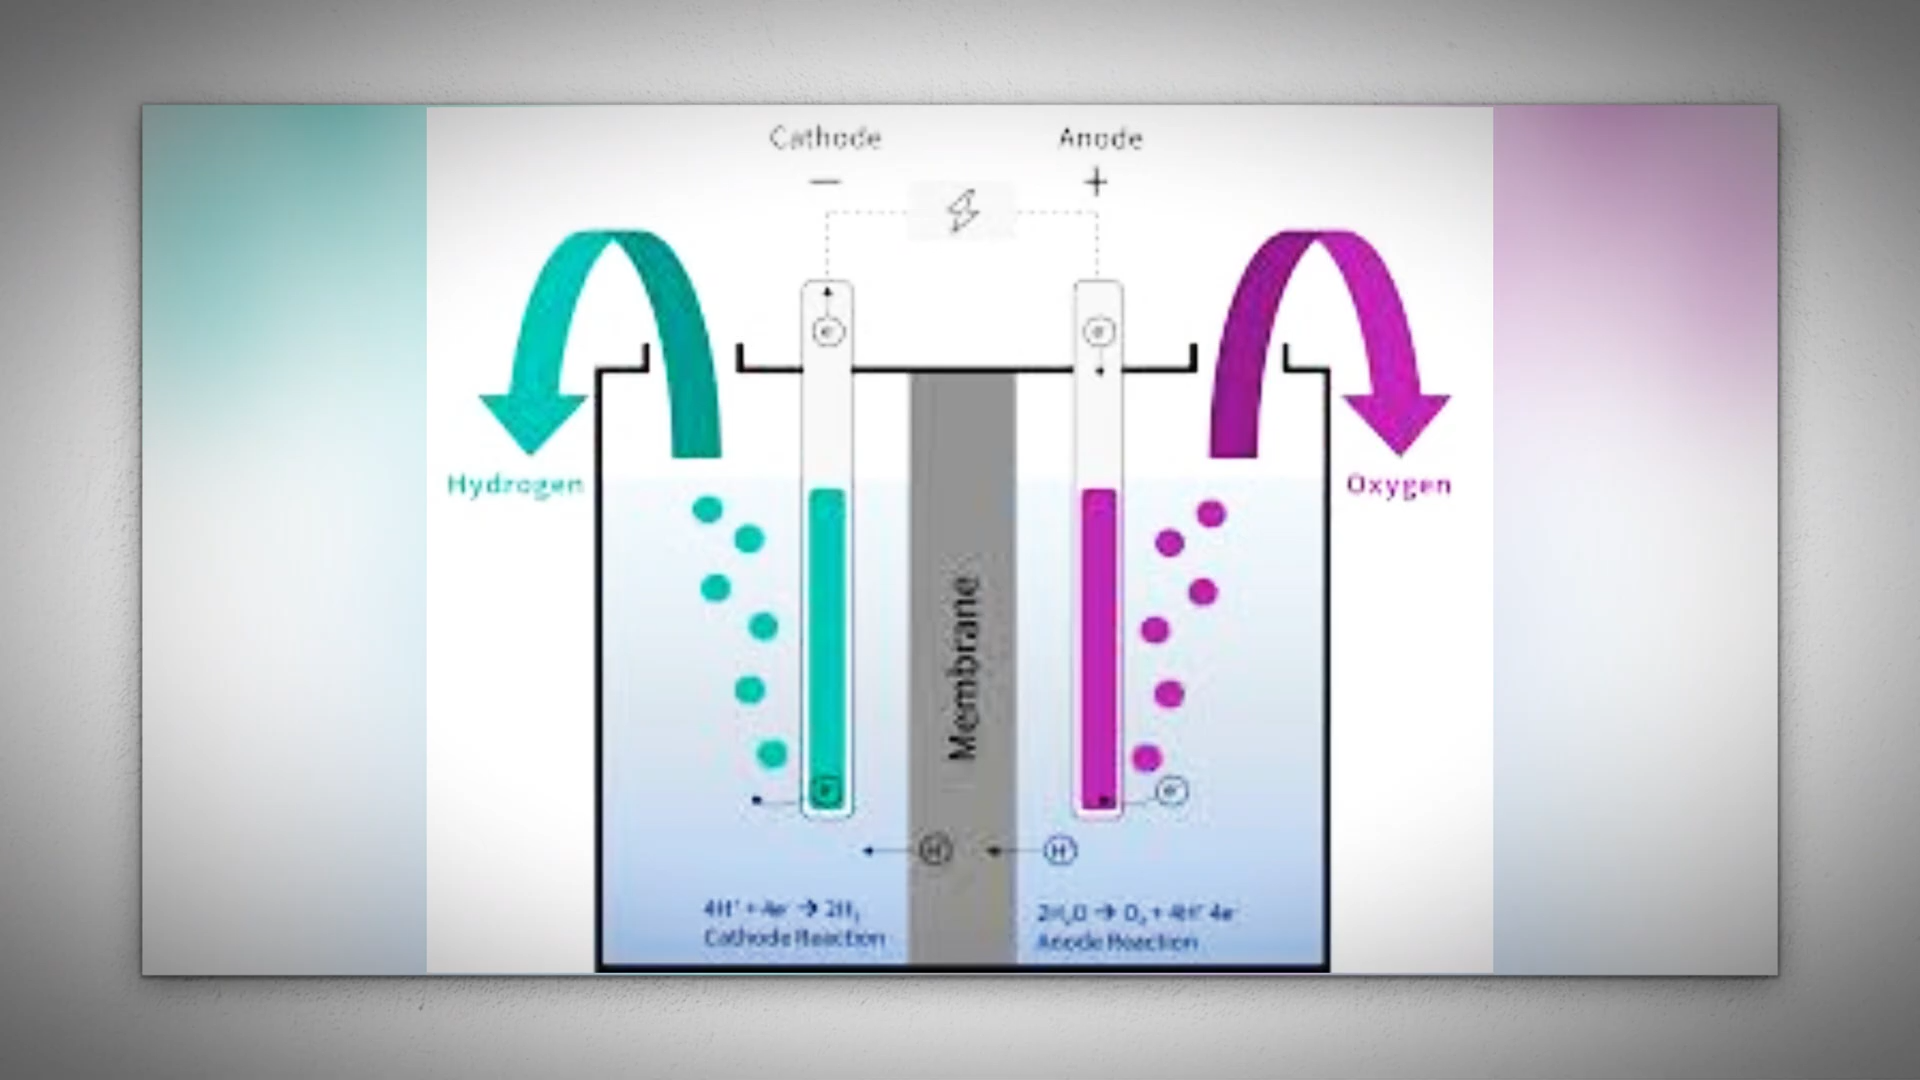 Cathode
Anode
−
+
e⁻
e⁻
Hydrogen
Oxygen
Membrane
e⁻
e⁻
H⁺
H⁺
4H⁺ + 4e⁻ → 2H₂
Cathode Reaction
2H₂O → O₂ + 4H⁺ 4e⁻
Anode Reaction